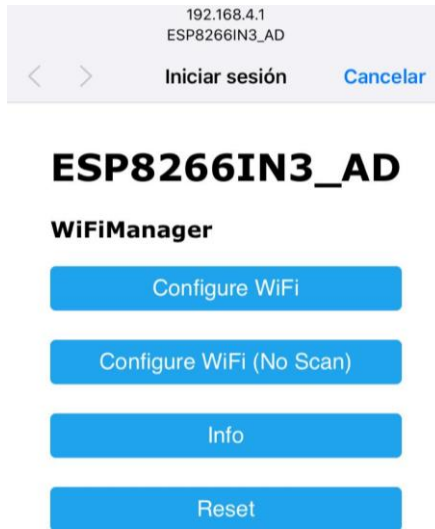 192.168.4.1
ESP8266IN3_AD
Iniciar sesión Cancelar
ESP8266IN3_AD
WiFiManager
Configure WiFi
Configure WiFi (No Scan)
Info
Reset